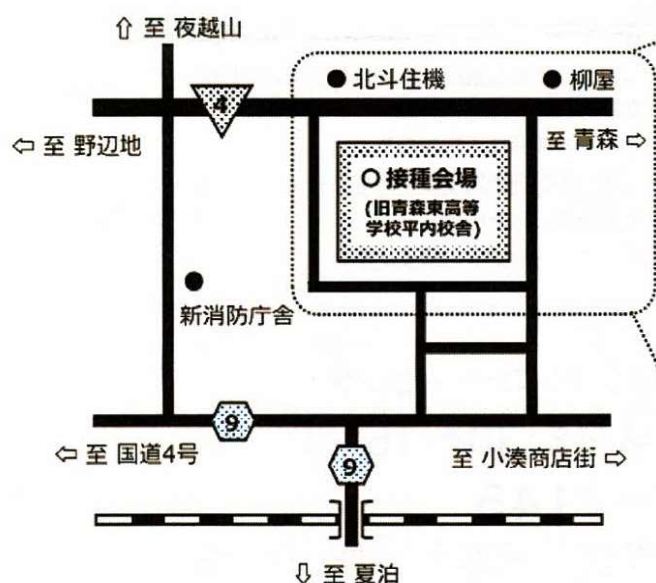 ⇧ 至 夜越山
● 北斗住機
● 柳屋
4
⇦ 至 野辺地
至 青森 ⇨
○ 接種会場
(旧青森東高等
学校平内校舎)
新消防庁舎
9
⇦ 至 国道4号
9
至 小湊商店街 ⇨
⇩ 至 夏泊